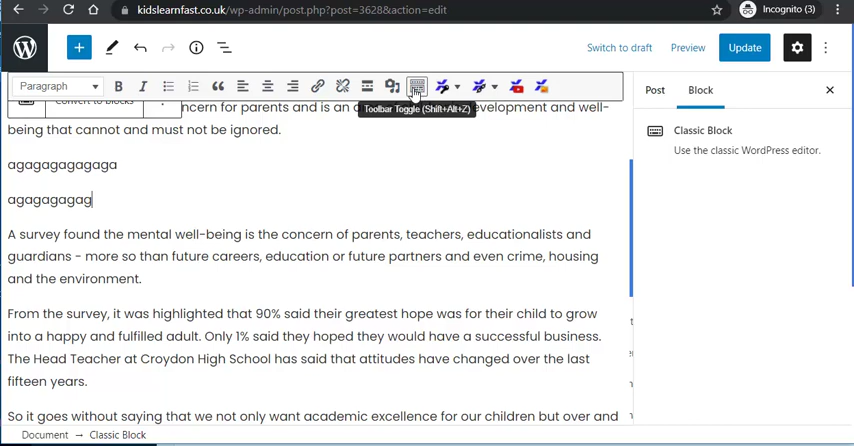 kidslearnfast.co.uk/wp-admin/post.php?post=3628&action=edit
Incognito (3)
Switch to draft
Preview
Update
Paragraph
B
I
Toolbar Toggle (Shift+Alt+Z)
Post
Block
Classic Block
Use the classic WordPress editor.
Convert to blocks
ncern for parents and is an
evelopment and well-
being that cannot and must not be ignored.
agagagagagaga
agagagagag
A survey found the mental well-being is the concern of parents, teachers, educationalists and
guardians - more so than future careers, education or future partners and even crime, housing
and the environment.
From the survey, it was highlighted that 90% said their greatest hope was for their child to grow
into a happy and fulfilled adult. Only 1% said they hoped they would have a successful business.
The Head Teacher at Croydon High School has said that attitudes have changed over the last
fifteen years.
So it goes without saying that we not only want academic excellence for our children but over and
Document → Classic Block